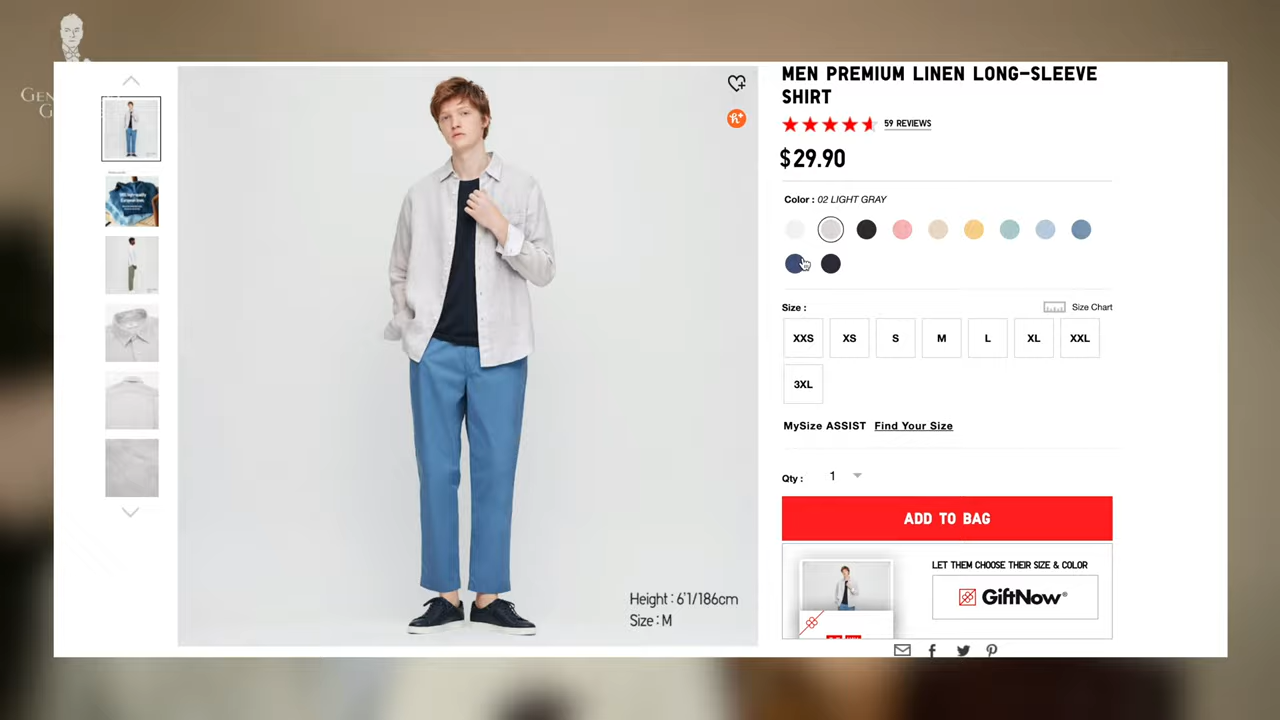 MEN PREMIUM LINEN LONG-SLEEVE
SHIRT
59 REVIEWS
$29.90
Color : 02 LIGHT GRAY
Size :
Size Chart
XXS XS S M L XL XXL
3XL
MySize ASSIST Find Your Size
Qty : 1
ADD TO BAG
LET THEM CHOOSE THEIR SIZE & COLOR
GiftNow®
Height : 6'1/186cm
Size : M